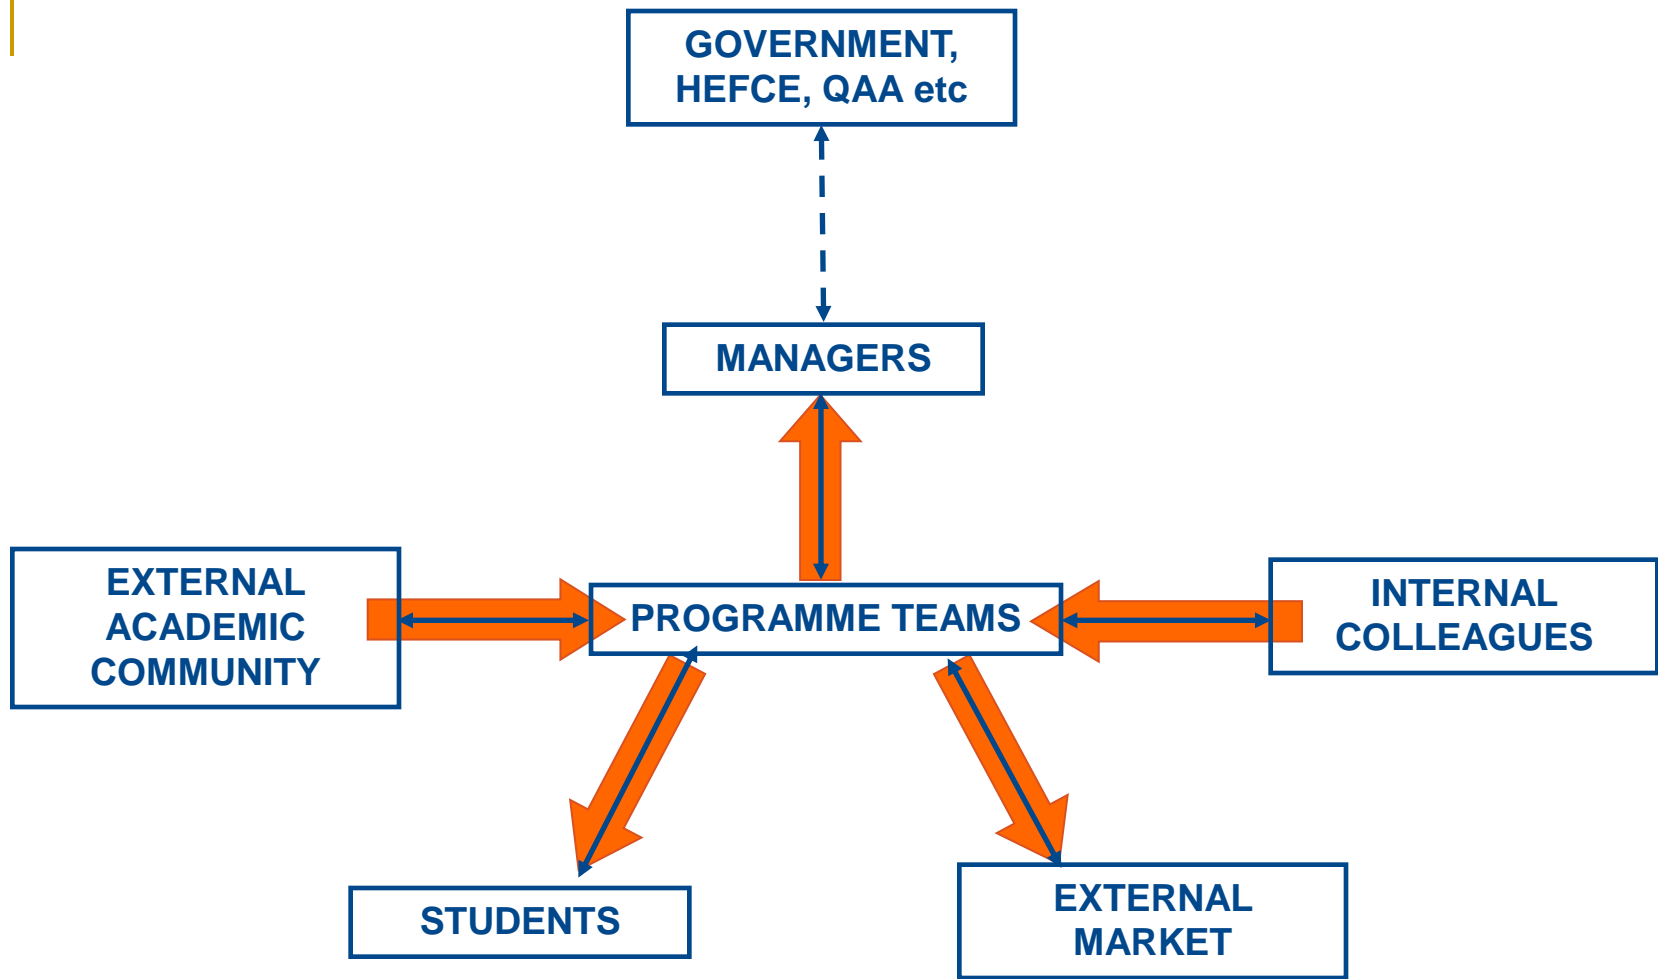 GOVERNMENT,
HEFCE, QAA etc
MANAGERS
EXTERNAL
ACADEMIC
COMMUNITY
PROGRAMME TEAMS
INTERNAL
COLLEAGUES
STUDENTS
EXTERNAL
MARKET